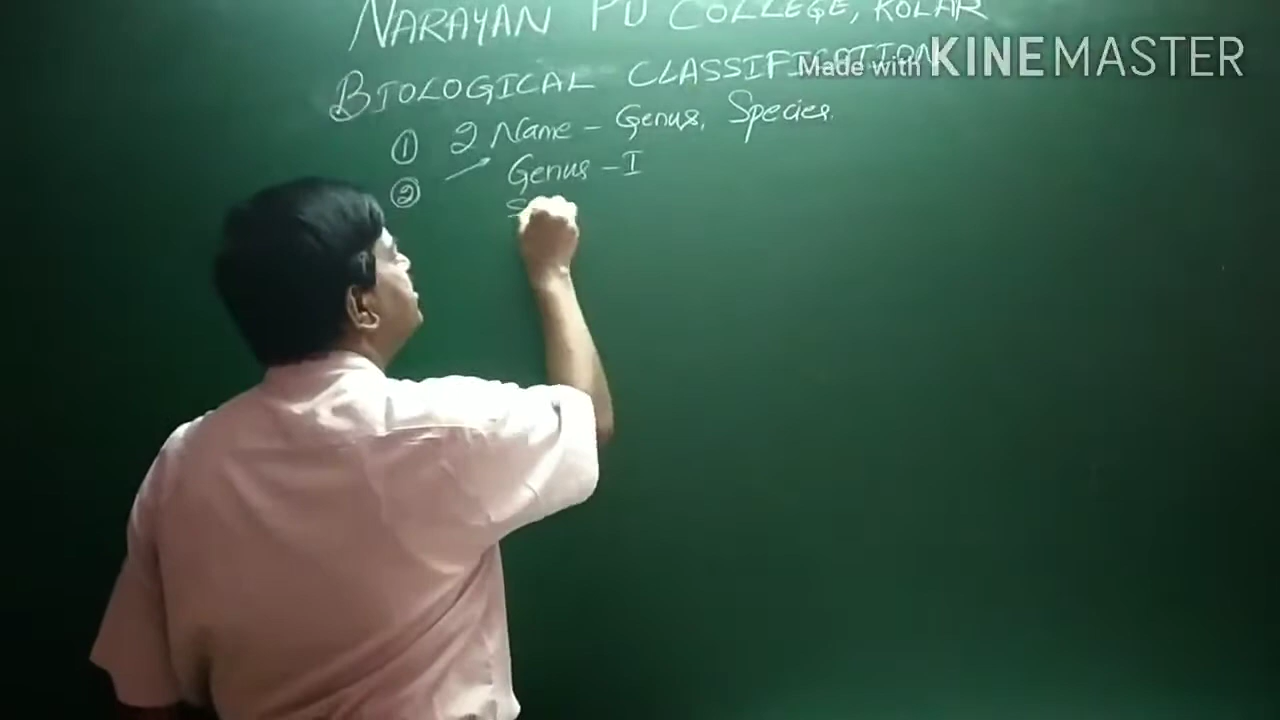 NARAYAN PU COLLEGE, KOLAR
BIOLOGICAL CLASSIFICATION
Made with KINEMASTER
① 2 Name - Genus, Species
② → Genus - I
S